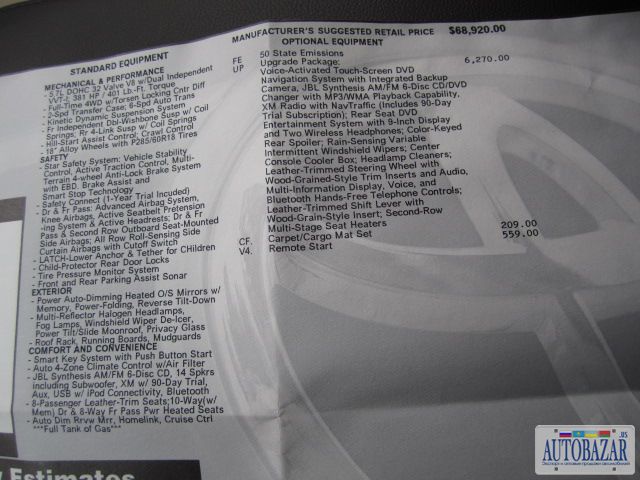 STANDARD EQUIPMENT
MECHANICAL & PERFORMANCE
- 5.7L DOHC 32 Valve V8 w/Dual Independent
VVT-i; 381 HP / 401 Lb.-Ft. Torque
- Full-Time 4WD w/Torsen Locking Cntr Diff
- 2-Spd Transfer Case; 6-Spd Auto Trans
- Kinetic Dynamic Suspension System
- Fr Independent Dbl-Wishbone Susp w/ Coil
Springs, Rr 4-Link Susp w/ Coil Springs
- Hill-Start Assist Control, Crawl Control
- 18" Alloy Wheels with P285/60R18 Tires
SAFETY
- Star Safety System: Vehicle Stability
Control, Active Traction Control, Multi-
Terrain 4-wheel Anti-Lock Brake System
with EBD, Brake Assist and
Smart Stop Technology
- Safety Connect (1-Year Trial Included)
- Dr & Fr Pass: Advanced Airbag System,
Knee Airbags, Active Seatbelt Pretension
-ing System & Active Headrests; Dr & Fr
Pass & Second Row Outboard Seat-Mounted
Side Airbags; All Row Roll-Sensing Side
Curtain Airbags with Cutoff Switch
- LATCH-Lower Anchor & Tether for CHildren
- Child-Protector Rear Door Locks
- Tire Pressure Monitor System
- Front and Rear Parking Assist Sonar
EXTERIOR
- Power Auto-Dimming Heated O/S Mirrors w/
Memory, Power-Folding, Reverse Tilt-Down
- Multi-Reflector Halogen Headlamps,
Fog Lamps, Windshield Wiper De-Icer,
Power Tilt/Slide Moonroof, Privacy Glass
- Roof Rack, Running Boards, Mudguards
COMFORT AND CONVENIENCE
- Smart Key System with Push Button Start
- Auto 4-Zone Climate Control w/Air Filter
- JBL Synthesis AM/FM 6-Disc CD, 14 Spkrs
including Subwoofer, XM w/ 90-Day Trial,
Aux, USB w/ iPod Connectivity, Bluetooth
- 8-Passenger Leather-Trim Seats;10-Way(w/
Mem) Dr & 8-Way Fr Pass Pwr Heated Seats
- Auto Dim Rrvw Mrr, Homelink, Cruise Ctrl
***Full Tank of Gas***
MANUFACTURER'S SUGGESTED RETAIL PRICE $68,920.00
OPTIONAL EQUIPMENT
FE 50 State Emissions
UP Upgrade Package: 6,270.00
Voice-Activated Touch-Screen DVD
Navigation System with Integrated Backup
Camera, JBL Synthesis AM/FM 6-Disc CD/DVD
Changer with MP3/WMA Playback Capability,
XM Radio with NavTraffic (Includes 90-Day
Trial Subscription); Rear Seat DVD
Entertainment System with 9-Inch Display
and Two Wireless Headphones; Color-Keyed
Rear Spoiler; Rain-Sensing Variable
Intermittent Windshield Wipers; Center
Console Cooler Box; Headlamp Cleaners;
Leather-Trimmed Steering Wheel with
Wood-Grained-Style Trim Inserts and Audio,
Multi-Information Display, Voice, and
Bluetooth Hands-Free Telephone Controls;
Leather-Trimmed Shift Lever with
Wood-Grain-Style Insert; Second-Row
Multi-Stage Seat Heaters
CF. Carpet/Cargo Mat Set 209.00
V4. Remote Start 559.00
Estimates
AUTOBAZAR.US
Экспорт и оптовые продажи автомобилей